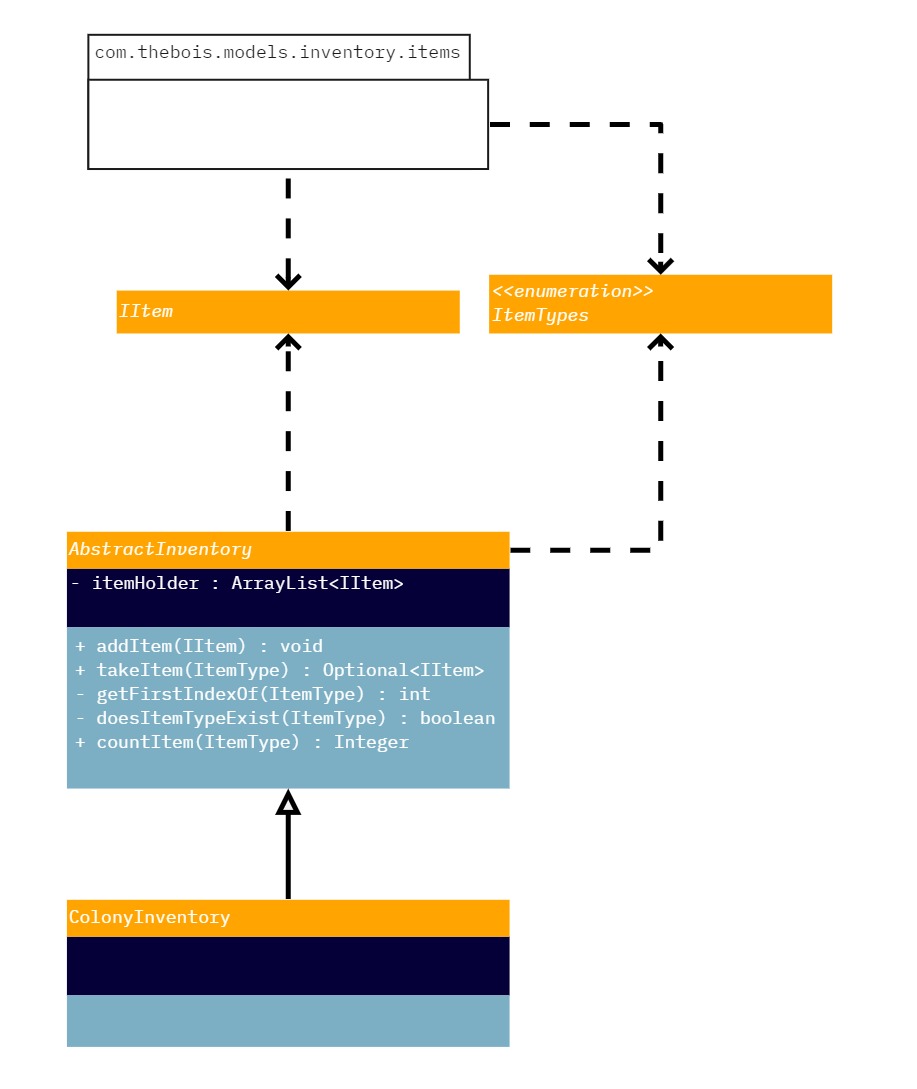 com.thebois.models.inventory.items
IItem
<<enumeration>>
ItemTypes
AbstractInventory
- itemHolder : ArrayList<IItem>
+ addItem(IItem) : void
+ takeItem(ItemType) : Optional<IItem>
- getFirstIndexOf(ItemType) : int
- doesItemTypeExist(ItemType) : boolean
+ countItem(ItemType) : Integer
ColonyInventory